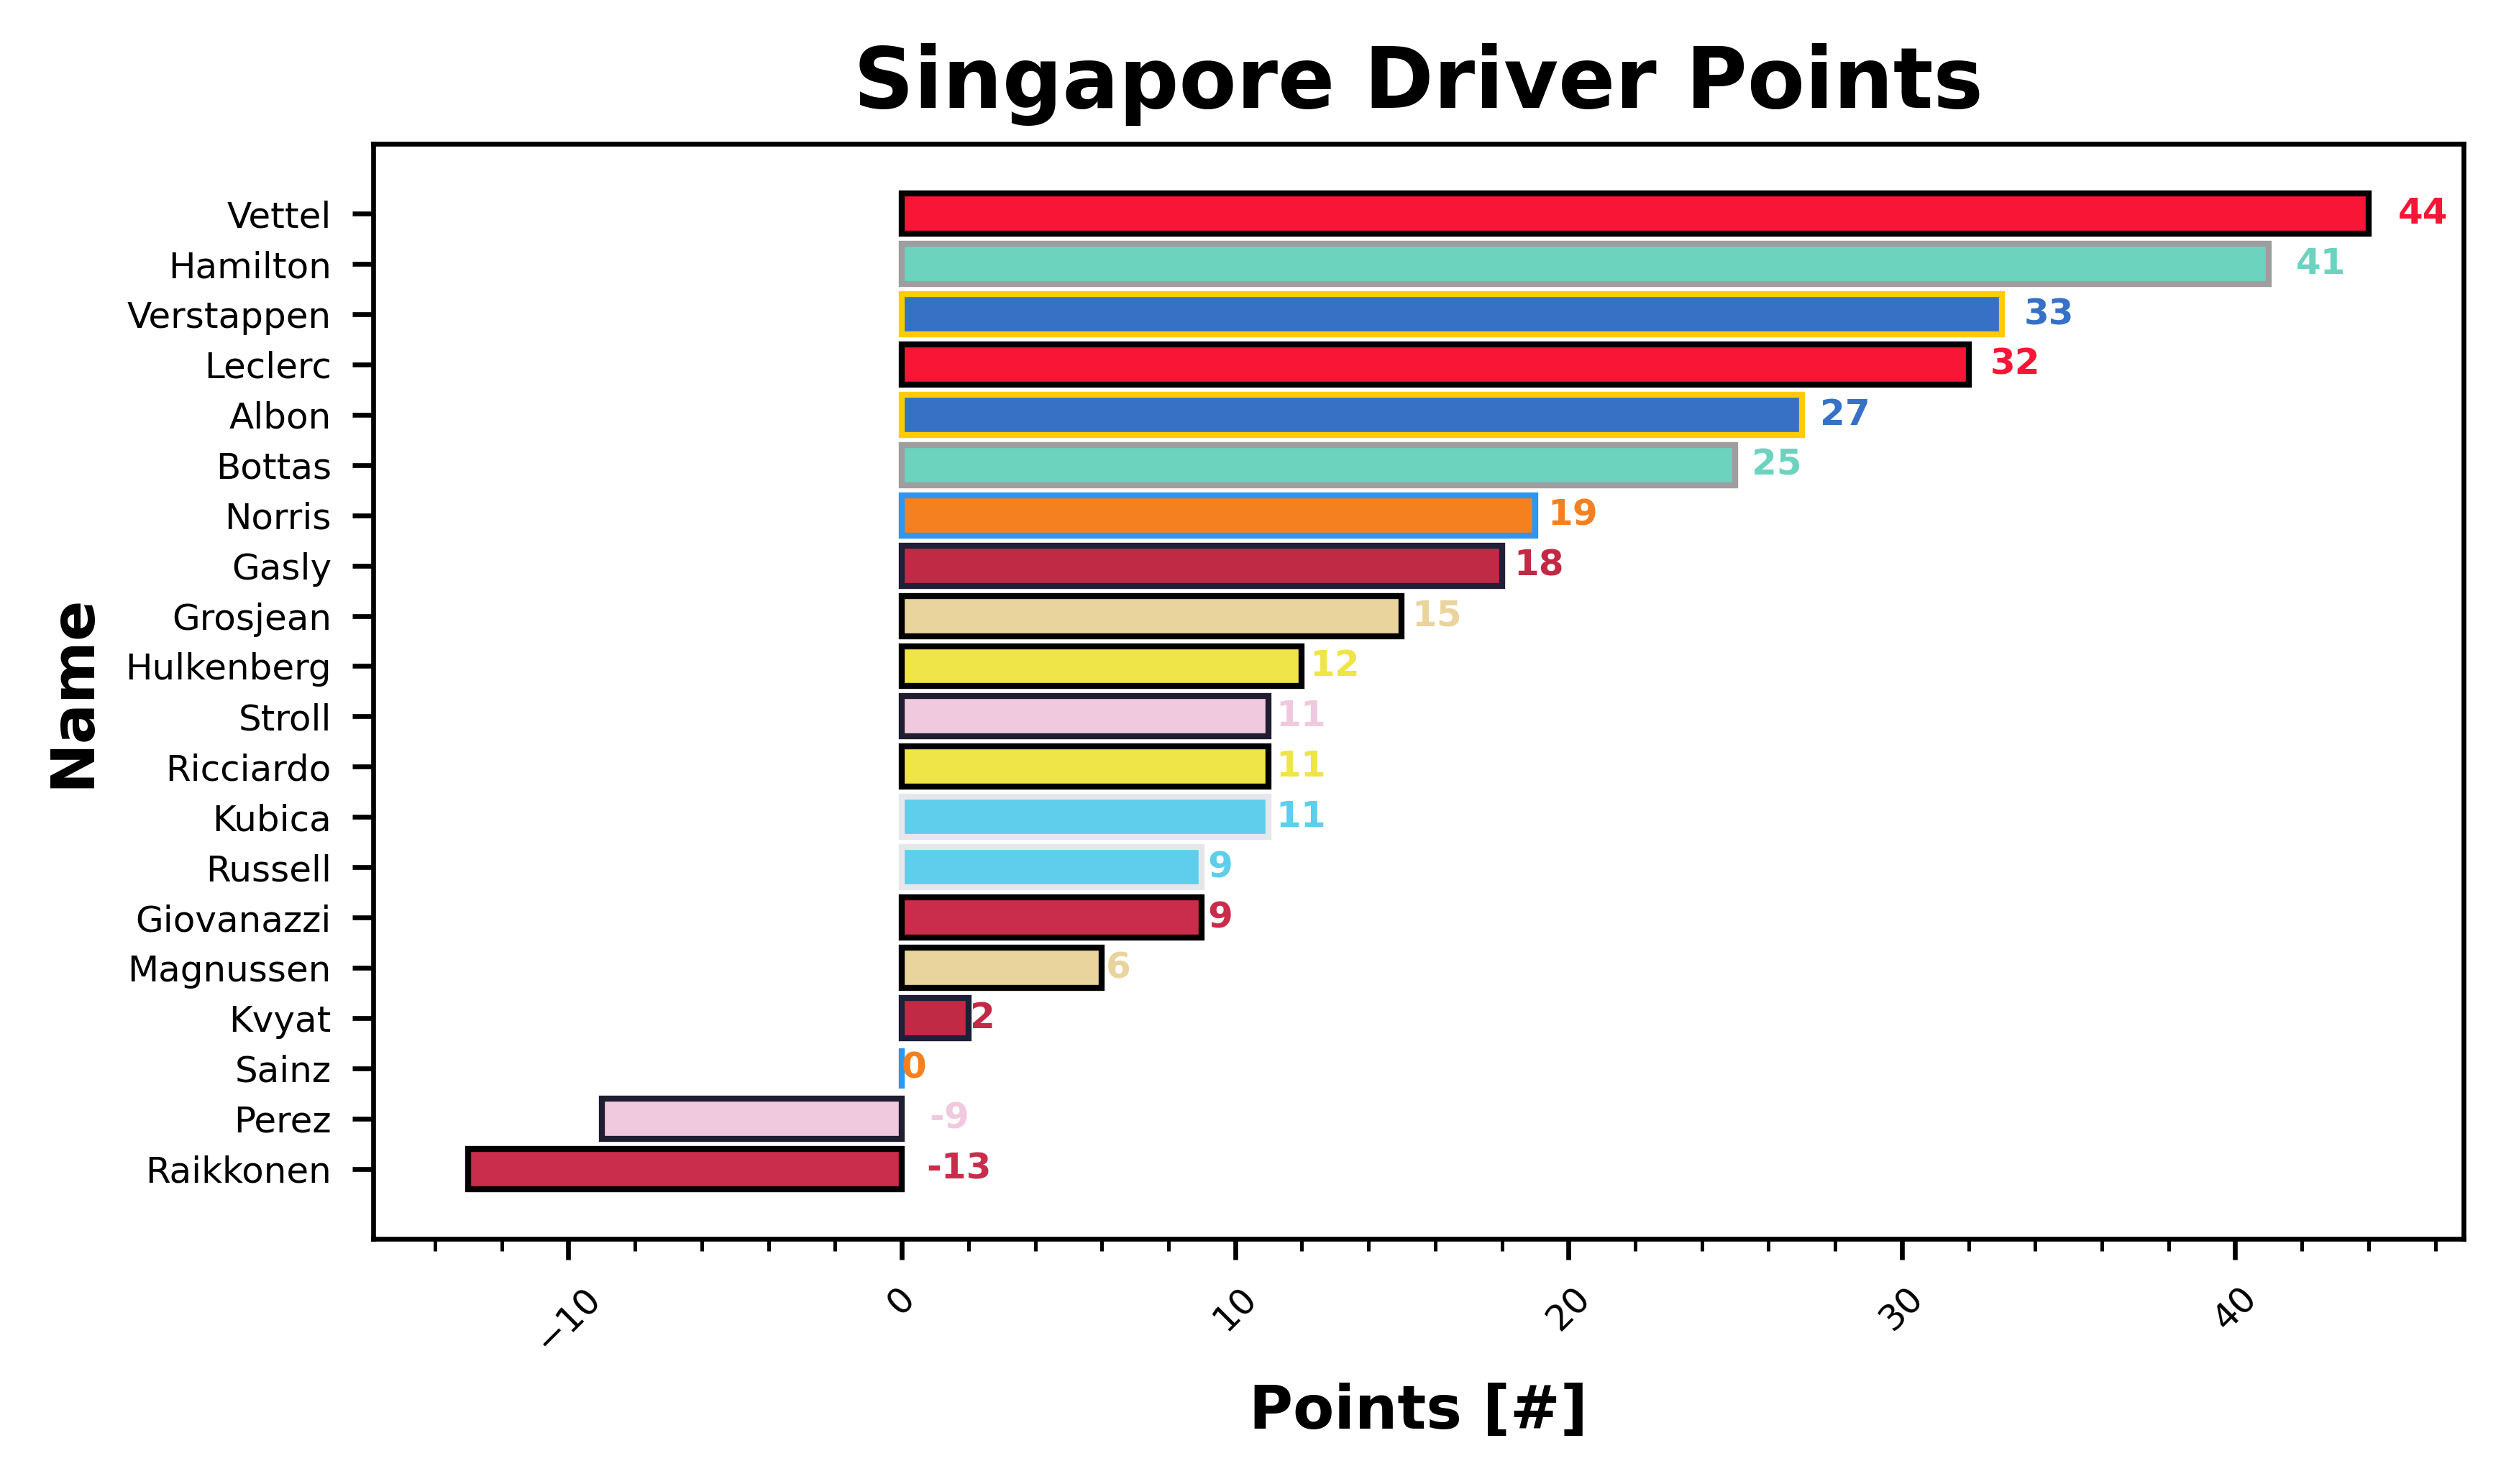 Singapore Driver Points
Name
Vettel 44
Hamilton 41
Verstappen 33
Leclerc 32
Albon 27
Bottas 25
Norris 19
Gasly 18
Grosjean 15
Hulkenberg 12
Stroll 11
Ricciardo 11
Kubica 11
Russell 9
Giovanazzi 9
Magnussen 6
Kvyat 2
Sainz 0
Perez -9
Raikkonen -13
−10 0 10 20 30 40
Points [#]